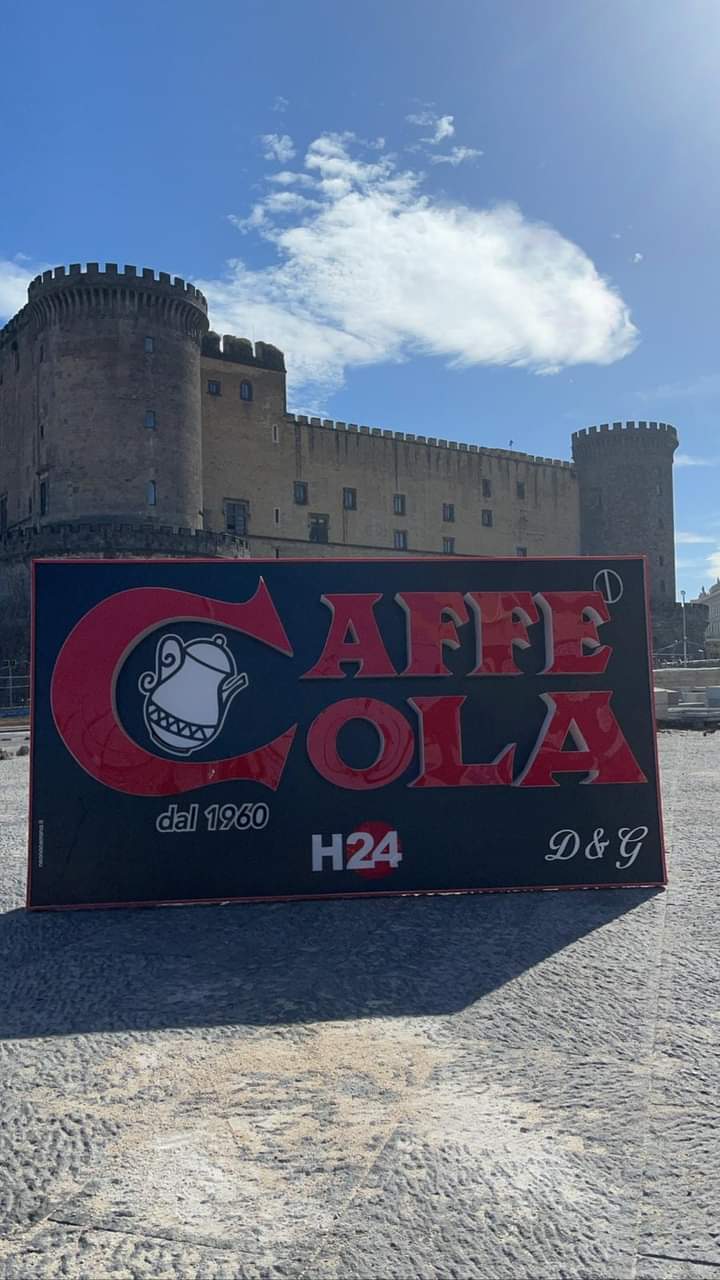 CAFFE
COLA
dal 1960
H24
D & G